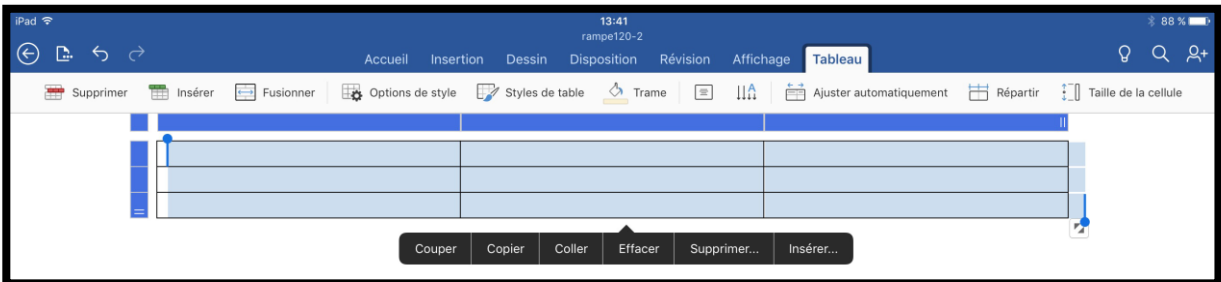 iPad 13:41 88 %
rampe120-2
Accueil Insertion Dessin Disposition Révision Affichage Tableau
Supprimer Insérer Fusionner Options de style Styles de table Trame A Ajuster automatiquement Répartir Taille de la cellule
Couper Copier Coller Effacer Supprimer... Insérer...